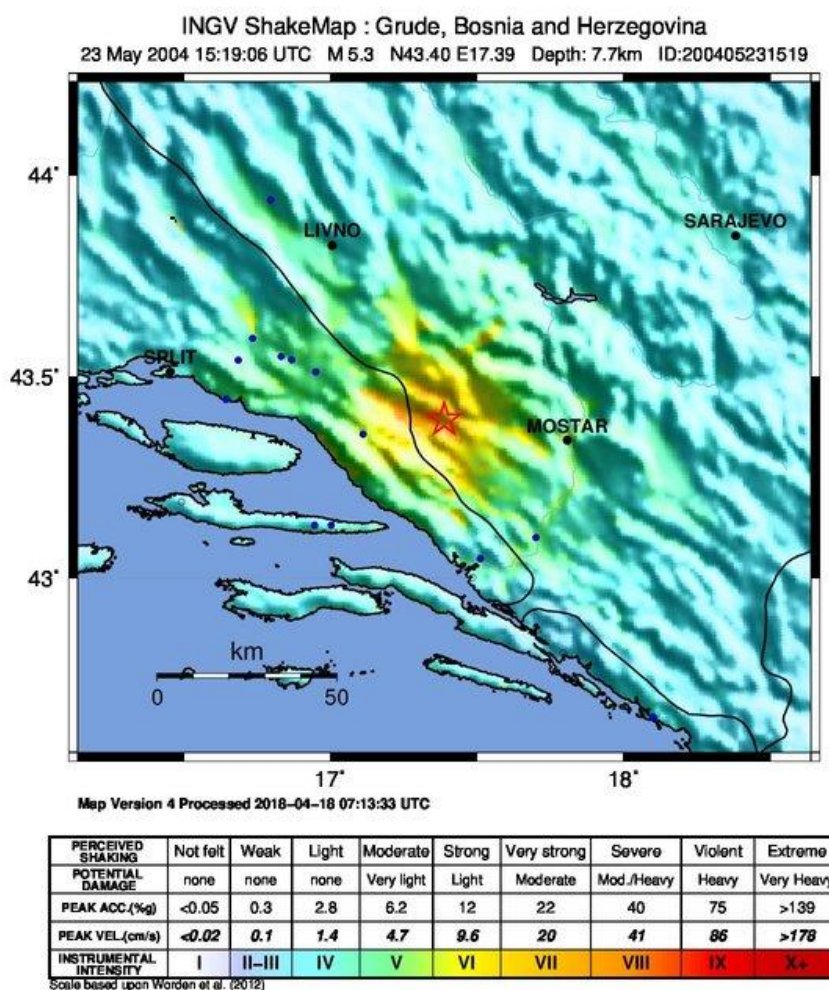 INGV ShakeMap : Grude, Bosnia and Herzegovina
23 May 2004 15:19:06 UTC M 5.3 N43.40 E17.39 Depth: 7.7km ID:200405231519
44˚
LIVNO
SARAJEVO
SPLIT
43.5˚
MOSTAR
43˚
km
0 50
17˚ 18˚
Map Version 4 Processed 2018-04-18 07:13:33 UTC
PERCEIVED SHAKING Not felt Weak Light Moderate Strong Very strong Severe Violent Extreme
POTENTIAL DAMAGE none none none Very light Light Moderate Mod./Heavy Heavy Very Heavy
PEAK ACC.(%g) <0.05 0.3 2.8 6.2 12 22 40 75 >139
PEAK VEL.(cm/s) <0.02 0.1 1.4 4.7 9.6 20 41 86 >178
INSTRUMENTAL INTENSITY I II-III IV V VI VII VIII IX X+
Scale based upon Worden et al. (2012)